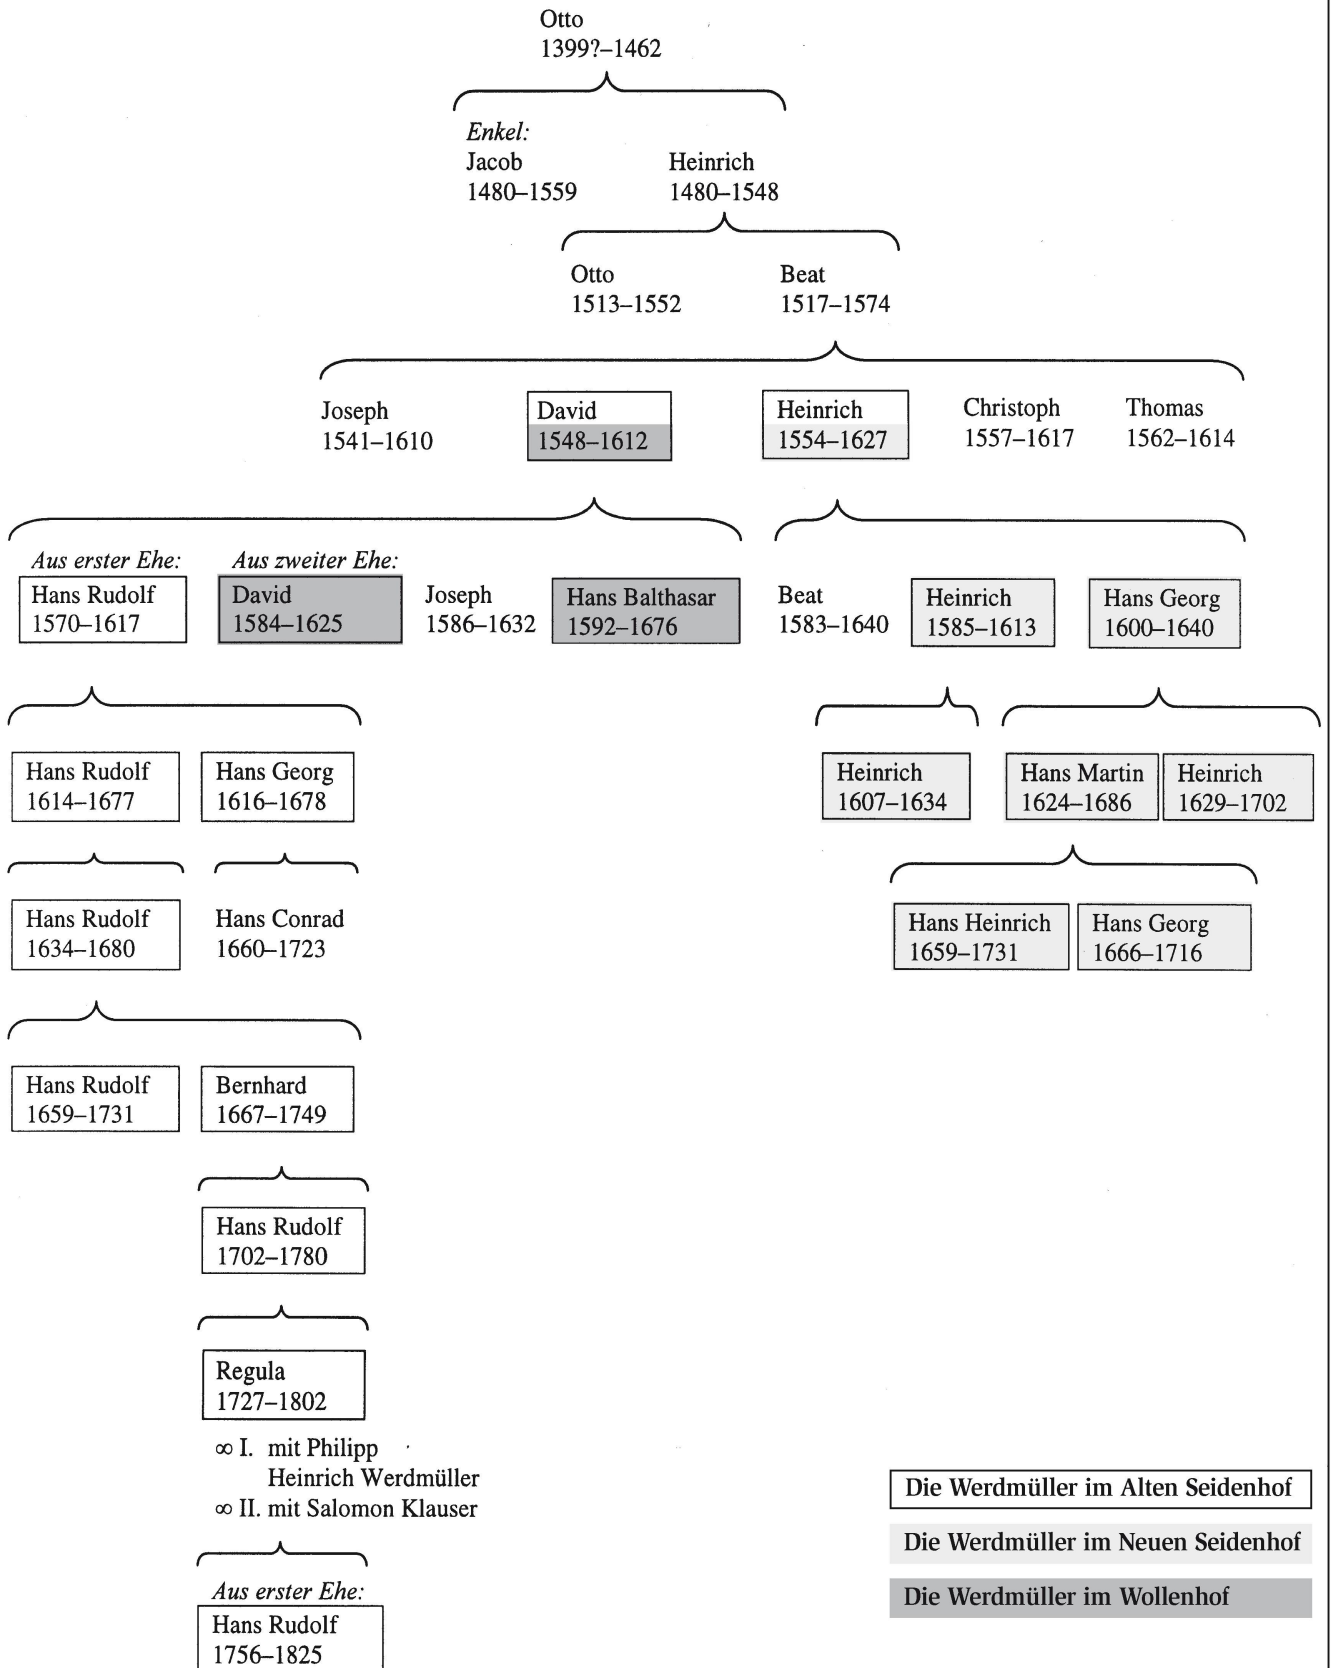 Otto
1399?–1462
Enkel:
Jacob
1480–1559
Heinrich
1480–1548
Otto
1513–1552
Beat
1517–1574
Joseph
1541–1610
David
1548–1612
Heinrich
1554–1627
Christoph
1557–1617
Thomas
1562–1614
Aus erster Ehe:
Hans Rudolf
1570–1617
Aus zweiter Ehe:
David
1584–1625
Joseph
1586–1632
Hans Balthasar
1592–1676
Beat
1583–1640
Heinrich
1585–1613
Hans Georg
1600–1640
Hans Rudolf
1614–1677
Hans Georg
1616–1678
Heinrich
1607–1634
Hans Martin
1624–1686
Heinrich
1629–1702
Hans Rudolf
1634–1680
Hans Conrad
1660–1723
Hans Heinrich
1659–1731
Hans Georg
1666–1716
Hans Rudolf
1659–1731
Bernhard
1667–1749
Hans Rudolf
1702–1780
Regula
1727–1802
∞ I. mit Philipp
Heinrich Werdmüller
∞ II. mit Salomon Klauser
Aus erster Ehe:
Hans Rudolf
1756–1825
Die Werdmüller im Alten Seidenhof
Die Werdmüller im Neuen Seidenhof
Die Werdmüller im Wollenhof